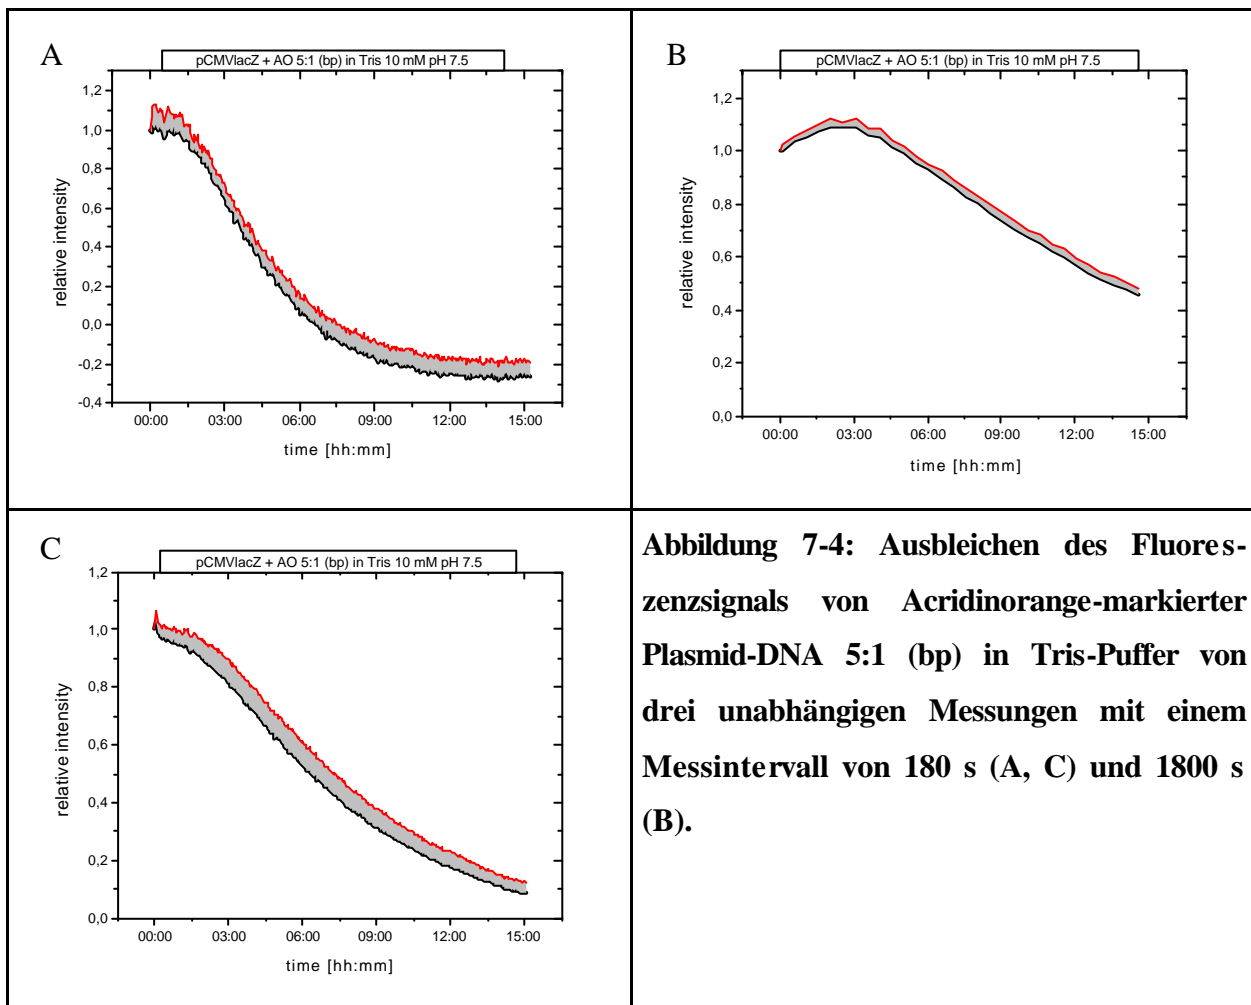 A
pCMVlacZ + AO 5:1 (bp) in Tris 10 mM pH 7.5
1,2
1,0
0,8
0,6
0,4
0,2
0,0
-0,2
-0,4
relative intensity
00:00 03:00 06:00 09:00 12:00 15:00
time [hh:mm]
B
pCMVlacZ + AO 5:1 (bp) in Tris 10 mM pH 7.5
1,2
1,0
0,8
0,6
0,4
0,2
0,0
relative intensity
00:00 03:00 06:00 09:00 12:00 15:00
time [hh:mm]
C
pCMVlacZ + AO 5:1 (bp) in Tris 10 mM pH 7.5
1,2
1,0
0,8
0,6
0,4
0,2
0,0
relative intensity
00:00 03:00 06:00 09:00 12:00 15:00
time [hh:mm]
Abbildung 7-4: Ausbleichen des Fluores-
zenzsignals von Acridinorange-markierter
Plasmid-DNA 5:1 (bp) in Tris-Puffer von
drei unabhängigen Messungen mit einem
Messintervall von 180 s (A, C) und 1800 s
(B).